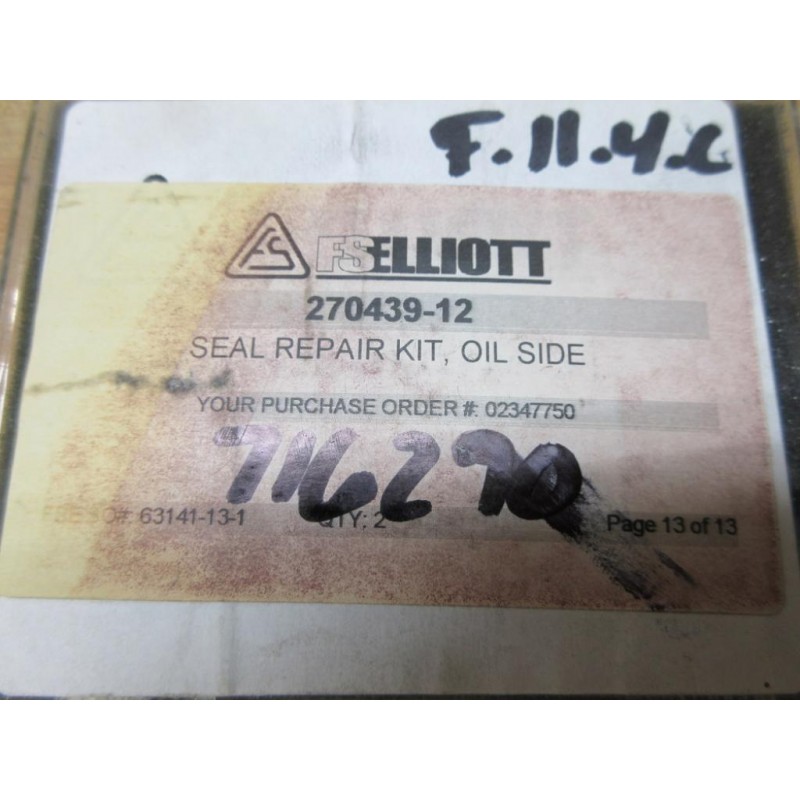 F.11.4.C
FS FSELLIOTT
270439-12
SEAL REPAIR KIT, OIL SIDE
YOUR PURCHASE ORDER #: 02347750
716290
#: 63141-13-1 QTY: 2 Page 13 of 13